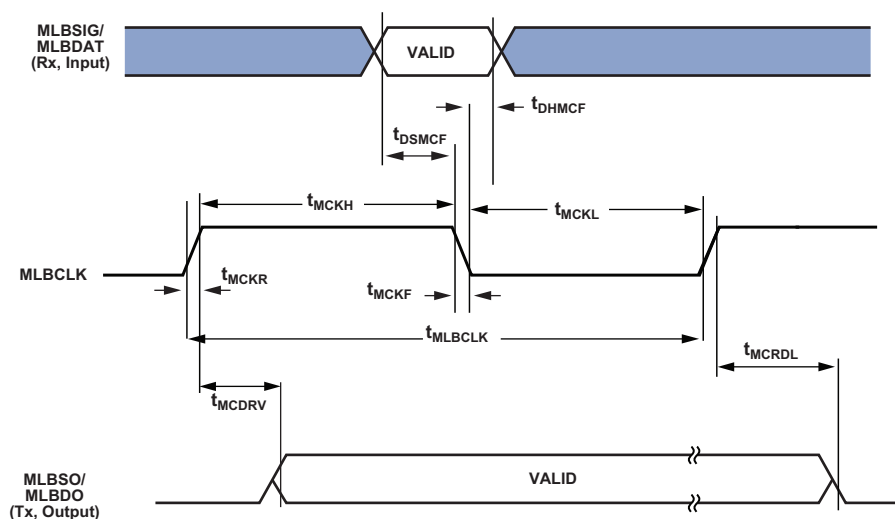 MLBSIG/
MLBDAT
(Rx, Input)
VALID
tDHMCF
tDSMCF
tMCKH
tMCKL
MLBCLK
tMCKR
tMCKF
tMLBCLK
tMCRDL
tMCDRV
MLBSO/
MLBDO
(Tx, Output)
VALID